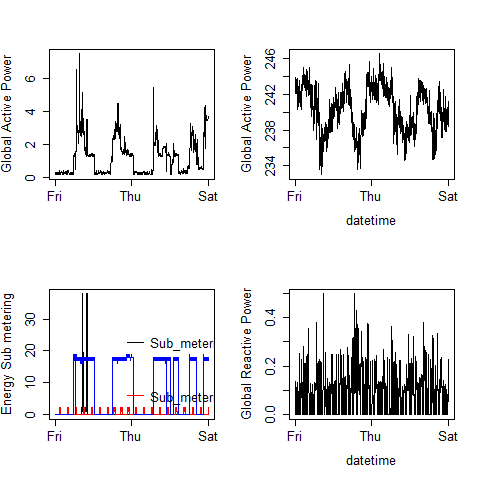 Global Active Power
0 2 4 6
Fri Thu Sat
Global Active Power
234 238 242 246
Fri Thu Sat
datetime
Energy Sub metering
0 10 20 30
Sub_meter
Sub_meter
Fri Thu Sat
Global Reactive Power
0.0 0.2 0.4
Fri Thu Sat
datetime